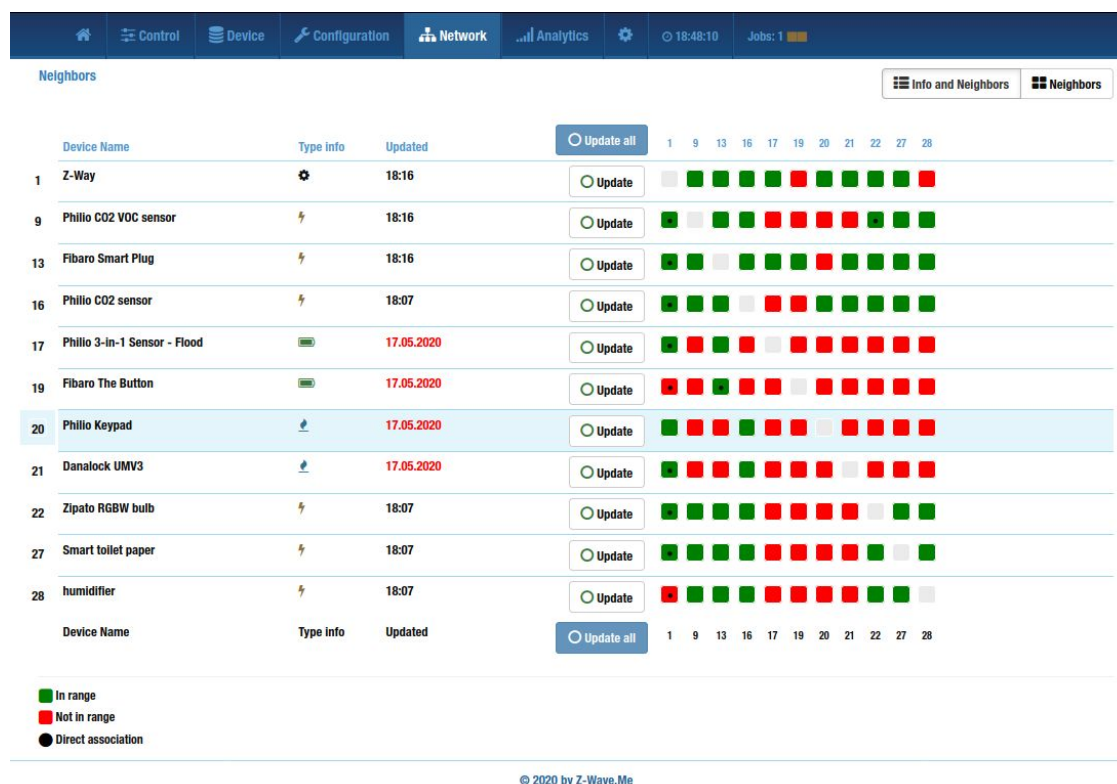 Control Device Configuration Network Analytics 18:48:10 Jobs: 1
Neighbors
Info and Neighbors Neighbors
Device Name Type info Updated Update all 1 9 13 16 17 19 20 21 22 27 28
1 Z-Way 18:16 Update
9 Philio CO2 VOC sensor 18:16 Update
13 Fibaro Smart Plug 18:16 Update
16 Philio CO2 sensor 18:07 Update
17 Philio 3-in-1 Sensor - Flood 17.05.2020 Update
19 Fibaro The Button 17.05.2020 Update
20 Philio Keypad 17.05.2020 Update
21 Danalock UMV3 17.05.2020 Update
22 Zipato RGBW bulb 18:07 Update
27 Smart toilet paper 18:07 Update
28 humidifier 18:07 Update
Device Name Type info Updated Update all 1 9 13 16 17 19 20 21 22 27 28
In range
Not in range
Direct association
© 2020 by Z-Wave.Me